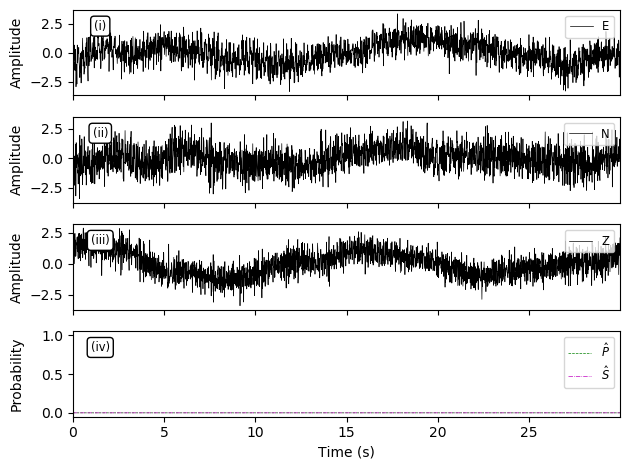 Amplitude
2.5
0.0
−2.5
(i)
E
Amplitude
2.5
0.0
−2.5
(ii)
N
Amplitude
2.5
0.0
−2.5
(iii)
Z
Probability
1.0
0.5
0.0
(iv)
P̂
Ŝ
0 5 10 15 20 25
Time (s)